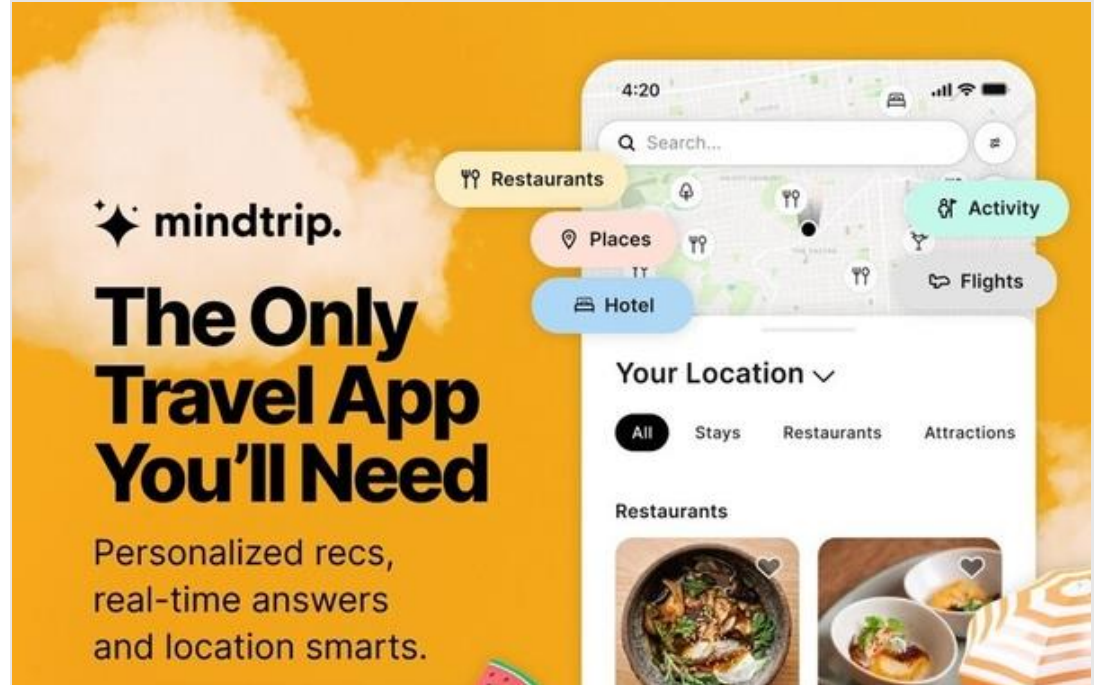 mindtrip.
The Only
Travel App
You'll Need
Personalized recs,
real-time answers
and location smarts.
4:20
Search...
Restaurants
Places
Hotel
Activity
Flights
Your Location
All Stays Restaurants Attractions
Restaurants